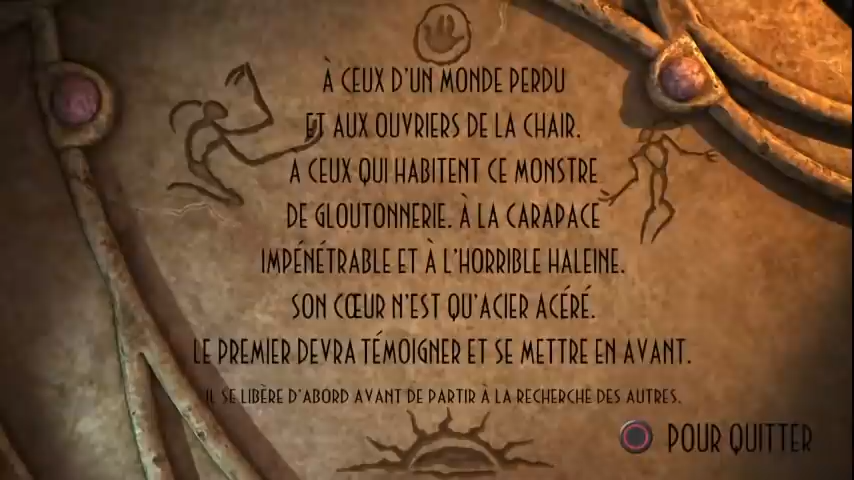 À CEUX D'UN MONDE PERDU
ET AUX OUVRIERS DE LA CHAIR.
A CEUX QUI HABITENT CE MONSTRE
DE GLOUTONNERIE. À LA CARAPACE
IMPÉNÉTRABLE ET À L'HORRIBLE HALEINE.
SON CŒUR N'EST QU'ACIER ACÉRÉ.
LE PREMIER DEVRA TÉMOIGNER ET SE METTRE EN AVANT.
IL SE LIBÈRE D'ABORD AVANT DE PARTIR À LA RECHERCHE DES AUTRES.
POUR QUITTER